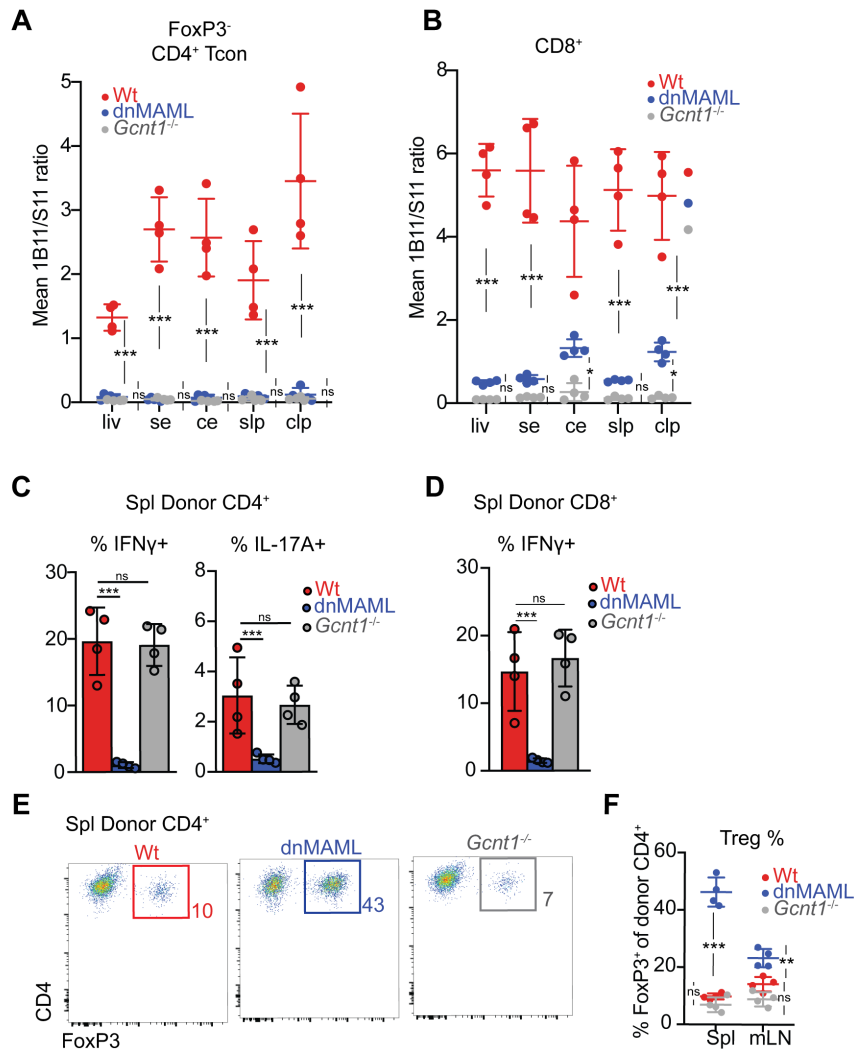 A
FoxP3-
CD4+ Tcon
Mean 1B11/S11 ratio
5
4
3
2
1
0
Wt
dnMAML
Gcnt1-/-
***
***
***
***
***
ns
ns
ns
ns
ns
liv
se
ce
slp
clp
B
CD8+
Mean 1B11/S11 ratio
8
6
4
2
0
***
***
***
***
ns
ns
*
ns
*
liv
se
ce
slp
clp
C
Spl Donor CD4+
% IFNγ+
30
20
10
0
ns
***
% IL-17A+
8
6
4
2
0
ns
***
Wt
dnMAML
Gcnt1-/-
D
Spl Donor CD8+
% IFNγ+
30
20
10
0
ns
***
Wt
dnMAML
Gcnt1-/-
E
Spl Donor CD4+
Wt
10
dnMAML
43
Gcnt1-/-
7
CD4
FoxP3
F
Treg %
% FoxP3+ of donor CD4+
60
40
20
0
Wt
dnMAML
Gcnt1-/-
***
ns
**
ns
Spl
mLN